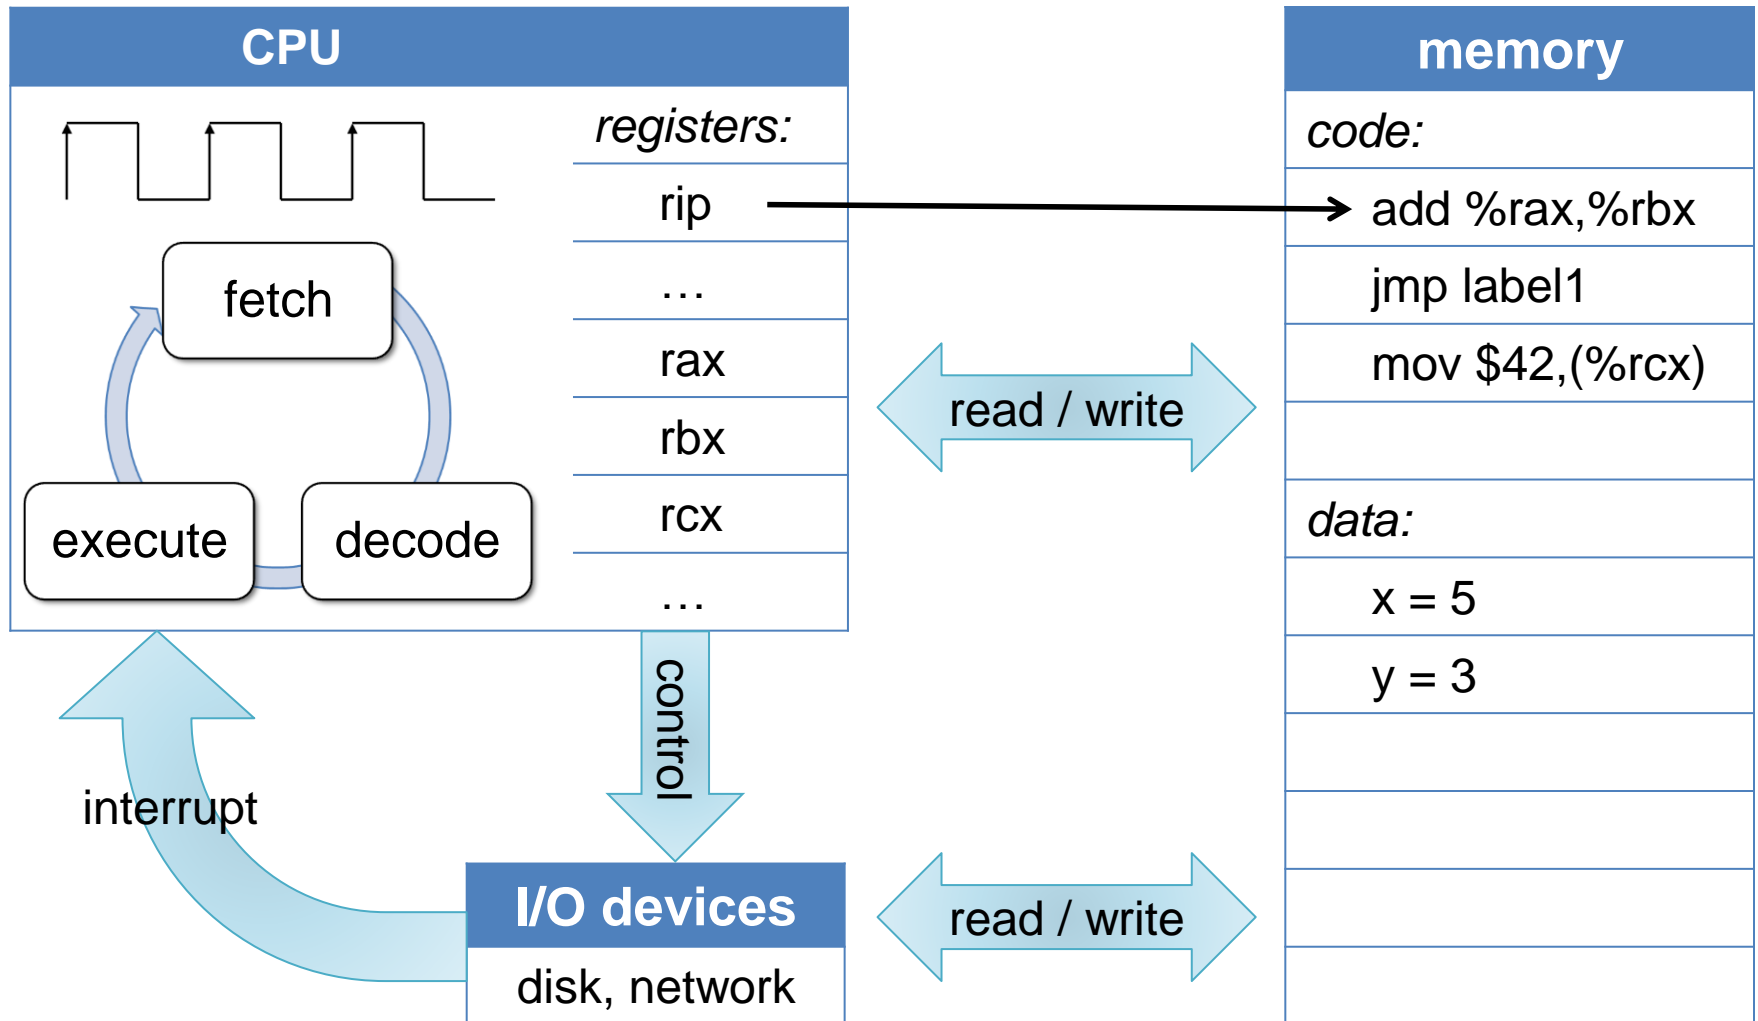 CPU
registers:
rip
…
rax
rbx
rcx
…
fetch
decode
execute
memory
code:
add %rax,%rbx
jmp label1
mov $42,(%rcx)
data:
x = 5
y = 3
read / write
control
interrupt
I/O devices
disk, network
read / write